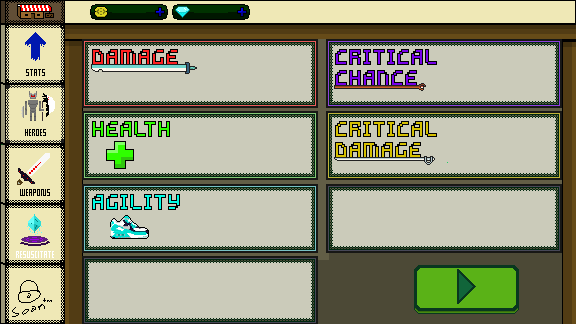 STATS
HEROES
WEAPONS
Soon...
DAMAGE
HEALTH
AGILITY
CRITICAL
CHANCE
CRITICAL
DAMAGE